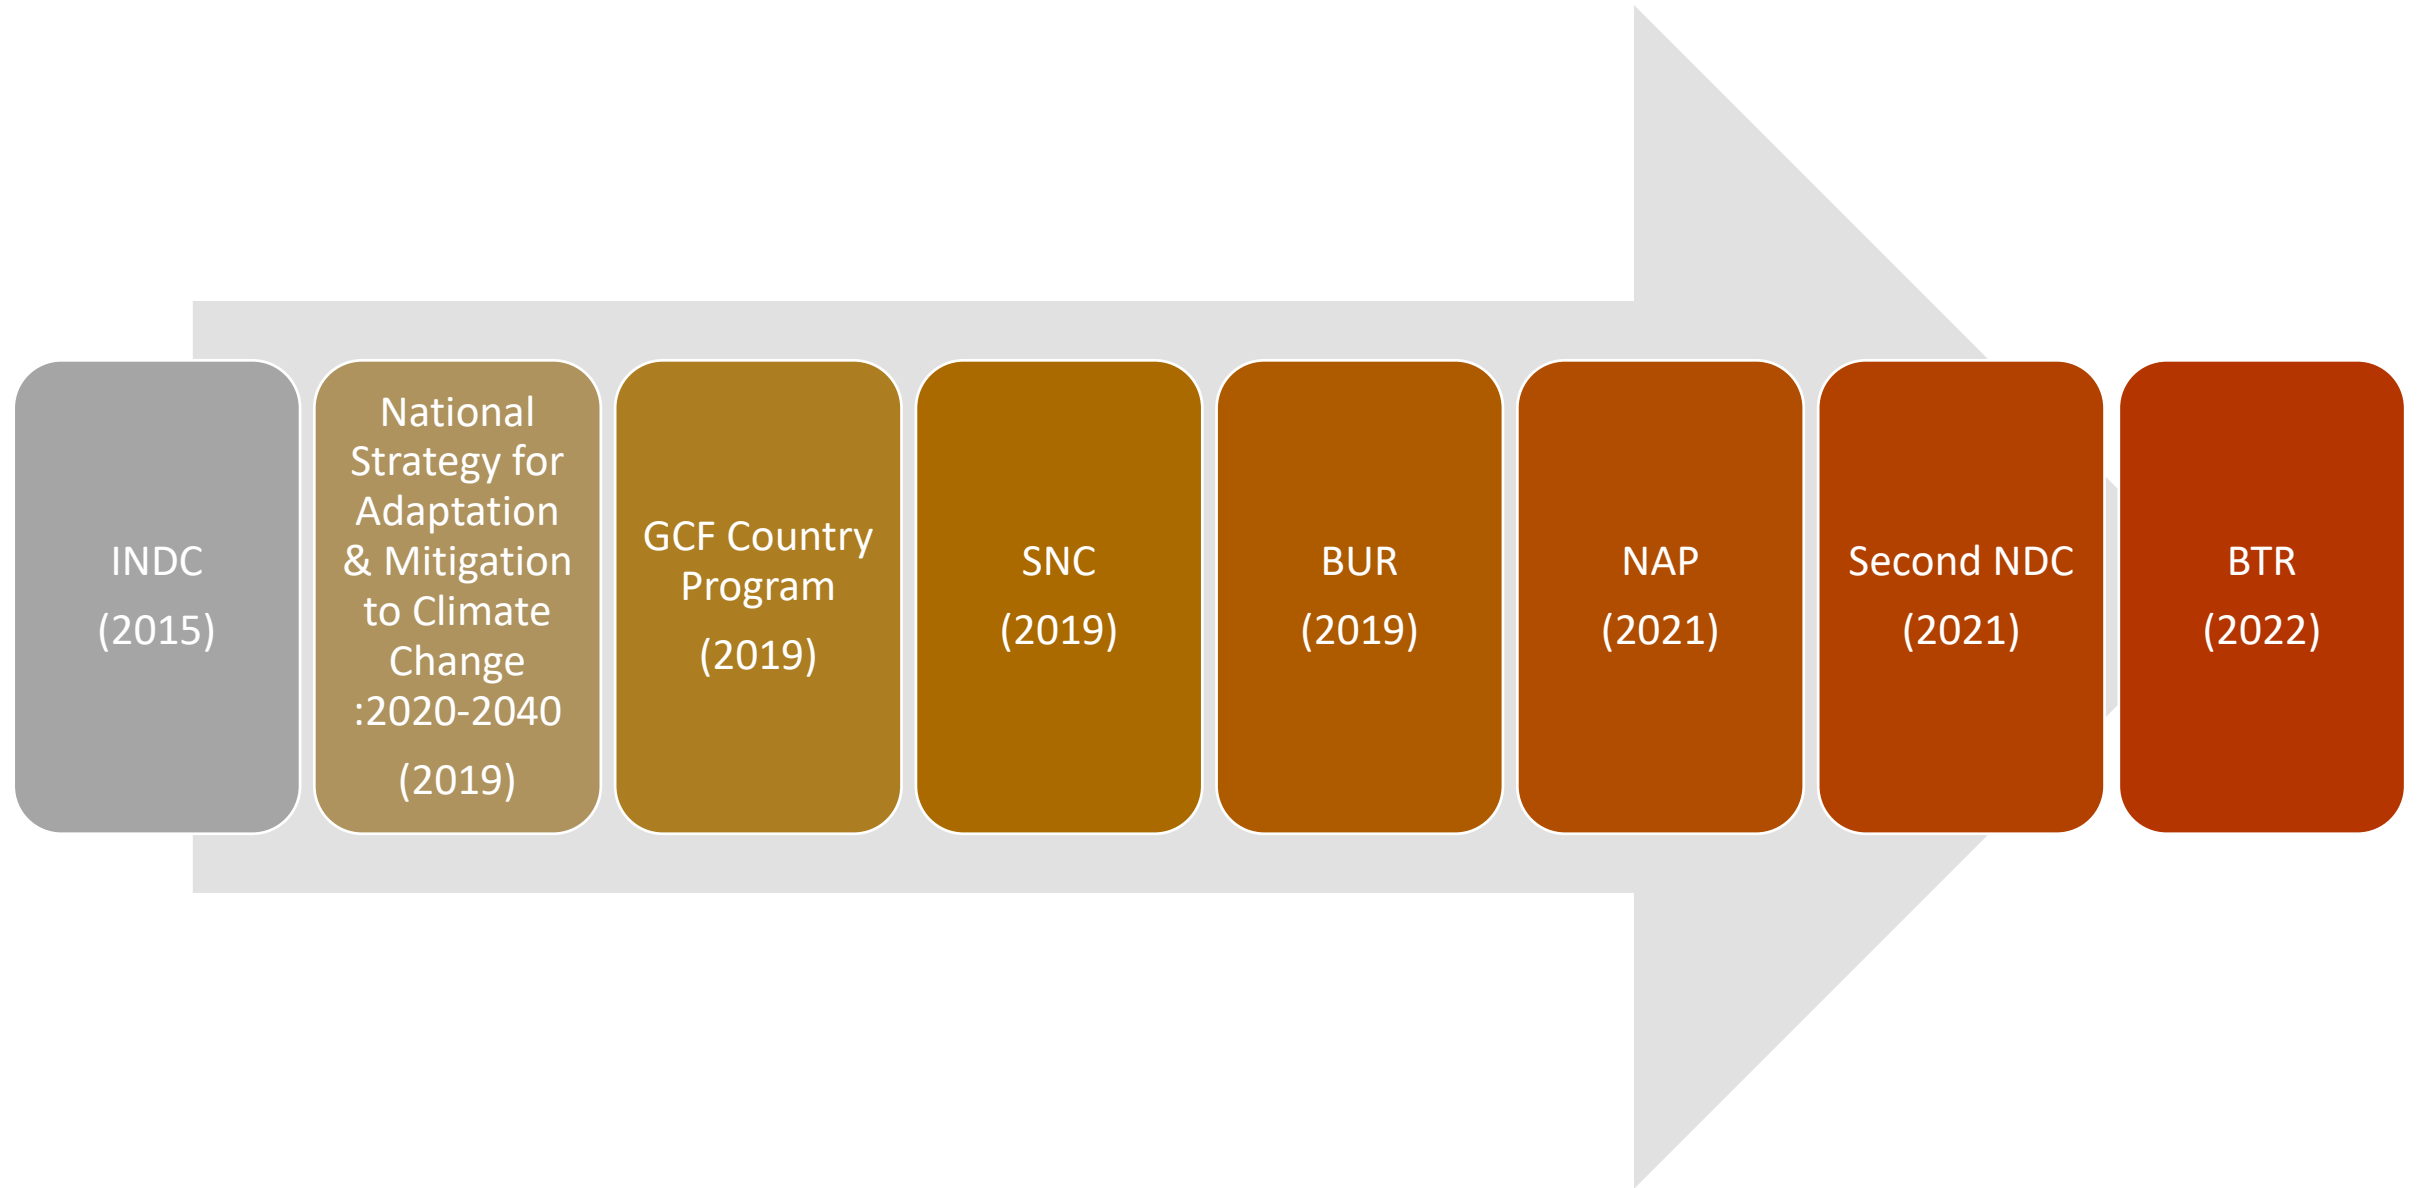 INDC
(2015)
National
Strategy for
Adaptation
& Mitigation
to Climate
Change
:2020-2040
(2019)
GCF Country
Program
(2019)
SNC
(2019)
BUR
(2019)
NAP
(2021)
Second NDC
(2021)
BTR
(2022)